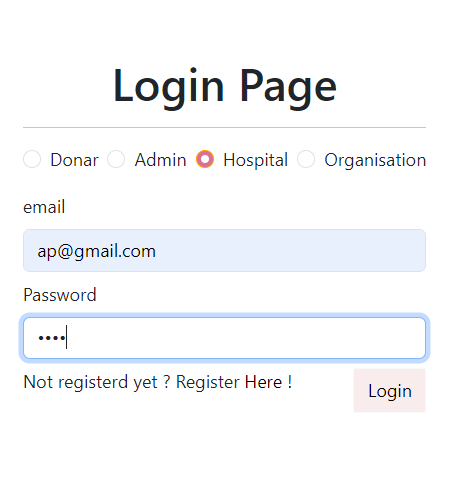 Login Page
Donar Admin Hospital Organisation
email
ap@gmail.com
Password
••••
Not registerd yet ? Register Here !
Login